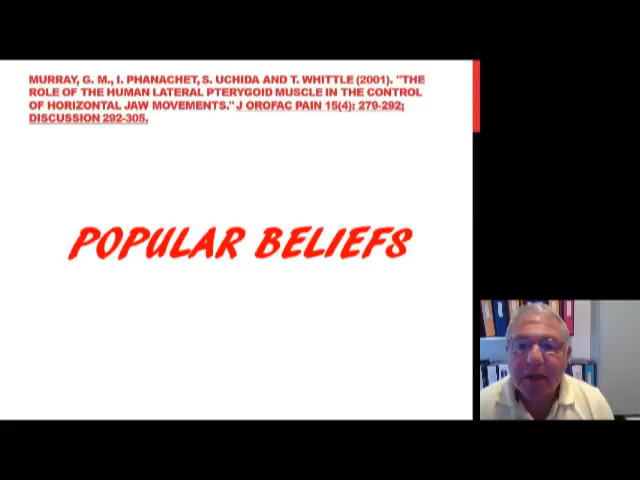 MURRAY, G. M., I. PHANACHET, S. UCHIDA AND T. WHITTLE (2001). "THE
ROLE OF THE HUMAN LATERAL PTERYGOID MUSCLE IN THE CONTROL
OF HORIZONTAL JAW MOVEMENTS." J OROFAC PAIN 15(4): 279-292;
DISCUSSION 292-305.
POPULAR BELIEFS